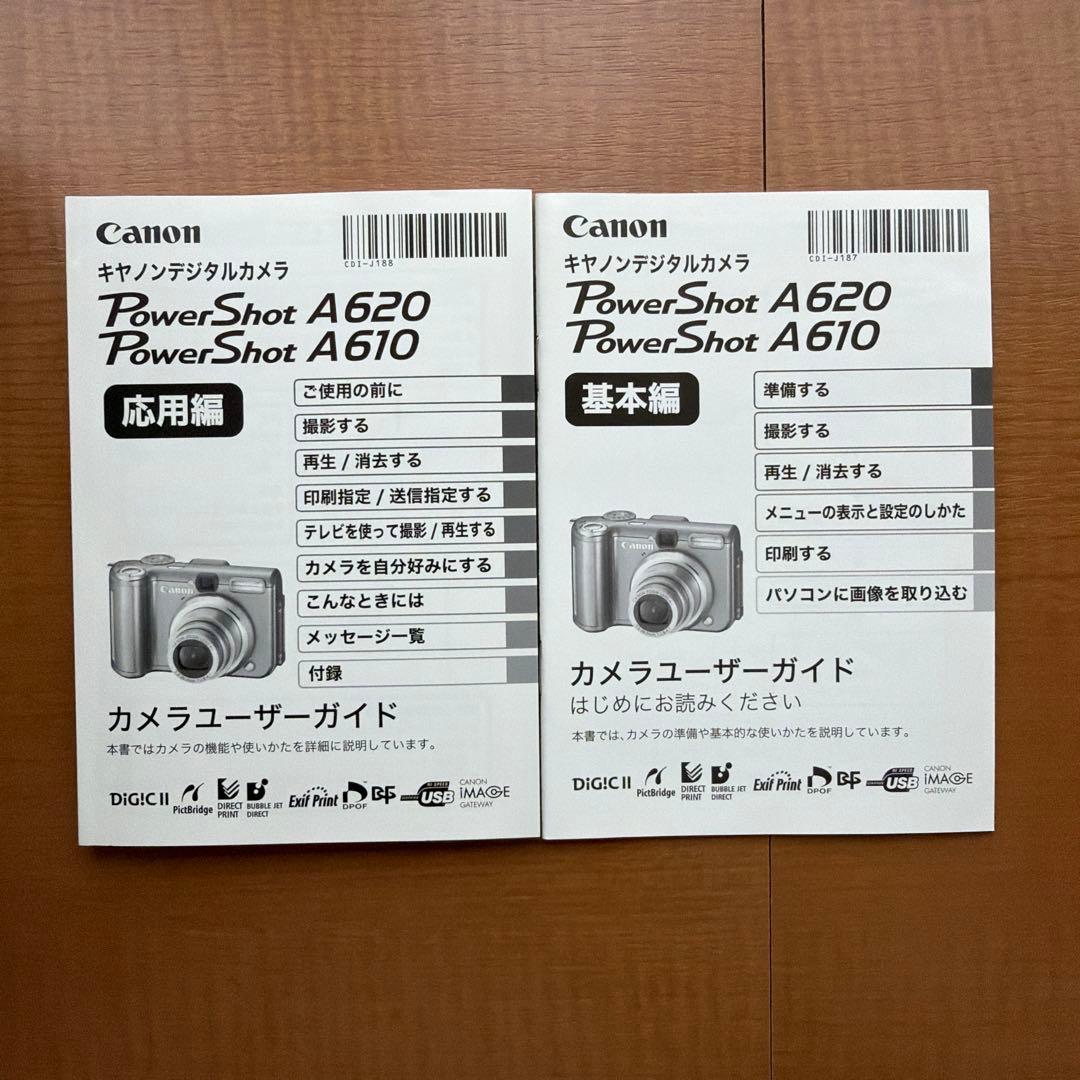 Canon
CDI-J188
キヤノンデジタルカメラ
PowerShot A620
PowerShot A610
応用編
ご使用の前に
撮影する
再生 / 消去する
印刷指定 / 送信指定する
テレビを使って撮影 / 再生する
カメラを自分好みにする
こんなときには
メッセージ一覧
付録
Canon
カメラユーザーガイド
本書ではカメラの機能や使いかたを詳細に説明しています。
DIGIC II
PictBridge
DIRECT PRINT
BUBBLE JET DIRECT
Exif Print
DPOF
HI-SPEED
CERTIFIED USB
CANON iMAGE GATEWAY
Canon
CDI-J187
キヤノンデジタルカメラ
PowerShot A620
PowerShot A610
基本編
準備する
撮影する
再生 / 消去する
メニューの表示と設定のしかた
印刷する
パソコンに画像を取り込む
Canon
カメラユーザーガイド
はじめにお読みください
本書では、カメラの準備や基本的な使いかたを説明しています。
DIGIC II
PictBridge
DIRECT PRINT
BUBBLE JET DIRECT
Exif Print
DPOF
HI-SPEED
CERTIFIED USB
CANON iMAGE GATEWAY